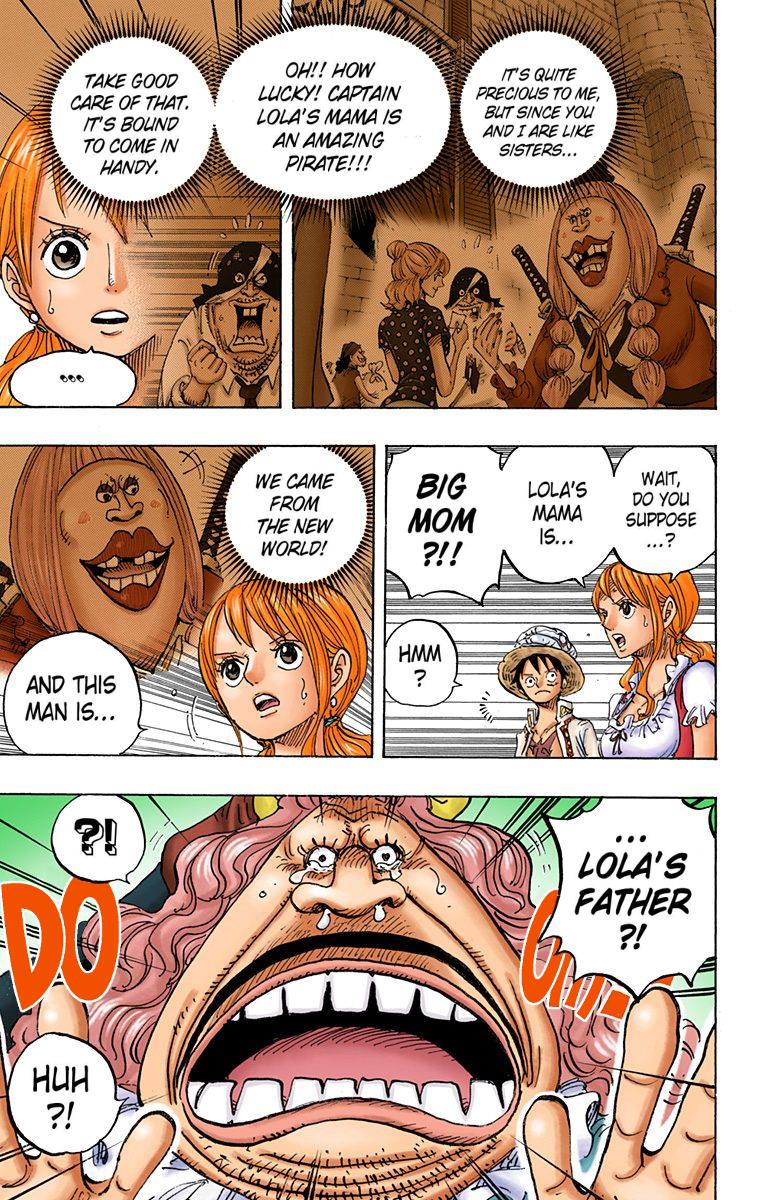 IT'S QUITE
PRECIOUS TO ME,
BUT SINCE YOU
AND I ARE LIKE
SISTERS...
OH!! HOW
LUCKY! CAPTAIN
LOLA'S MAMA IS
AN AMAZING
PIRATE!!!
TAKE GOOD
CARE OF THAT.
IT'S BOUND
TO COME IN
HANDY.
...
WAIT,
DO YOU
SUPPOSE
...?
LOLA'S
MAMA
IS...
BIG
MOM
?!!
HMM
?
WE CAME
FROM
THE NEW
WORLD!
AND THIS
MAN IS...
...
LOLA'S
FATHER
?!
?!
DO
HUH
?!